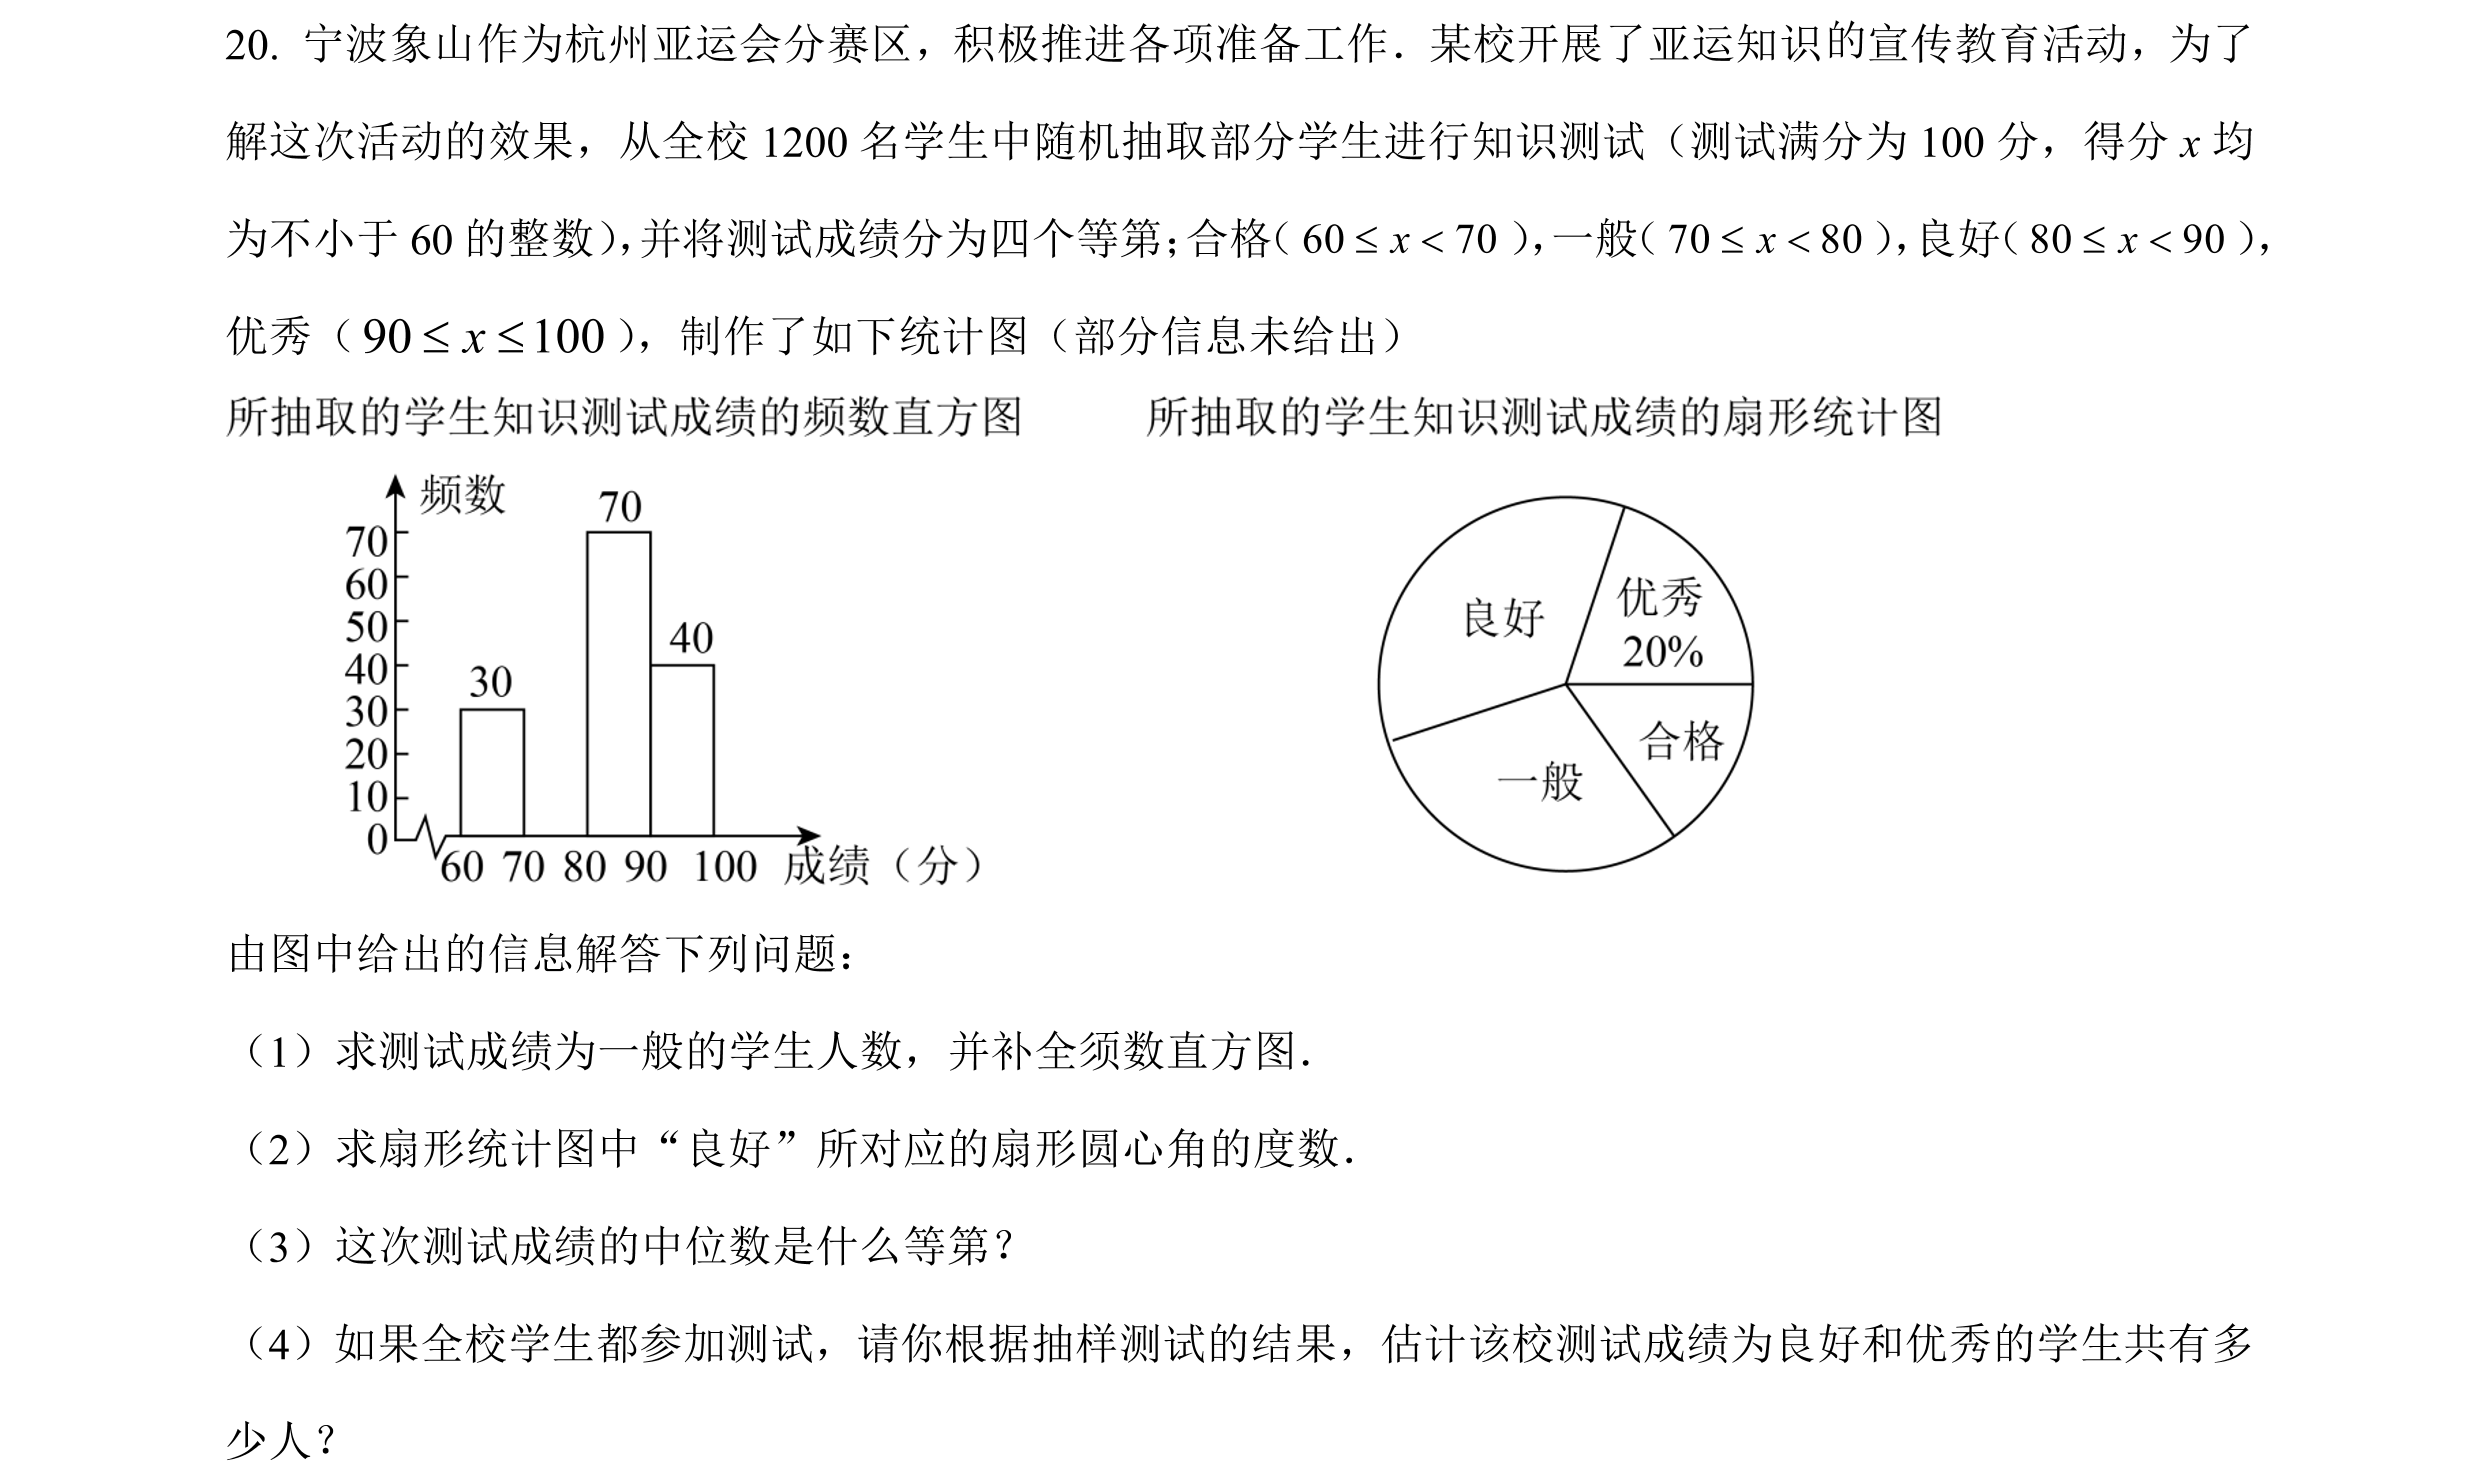 20. 宁波象山作为杭州亚运会分赛区，积极推进各项准备工作．某校开展了亚运知识的宣传教育活动，为了
解这次活动的效果，从全校 1200 名学生中随机抽取部分学生进行知识测试（测试满分为 100 分，得分 x 均
为不小于 60 的整数），并将测试成绩分为四个等第；合格（60 ≤ x < 70），一般（70 ≤ x < 80），良好（80 ≤ x < 90），
优秀（90 ≤ x ≤ 100），制作了如下统计图（部分信息未给出）
所抽取的学生知识测试成绩的频数直方图 所抽取的学生知识测试成绩的扇形统计图
频数
70
60
50
40
30
20
10
0
30
70
40
60 70 80 90 100 成绩（分）
良好
优秀
20%
合格
一般
由图中给出的信息解答下列问题：
（1）求测试成绩为一般的学生人数，并补全须数直方图．
（2）求扇形统计图中“良好”所对应的扇形圆心角的度数．
（3）这次测试成绩的中位数是什么等第？
（4）如果全校学生都参加测试，请你根据抽样测试的结果，估计该校测试成绩为良好和优秀的学生共有多
少人？